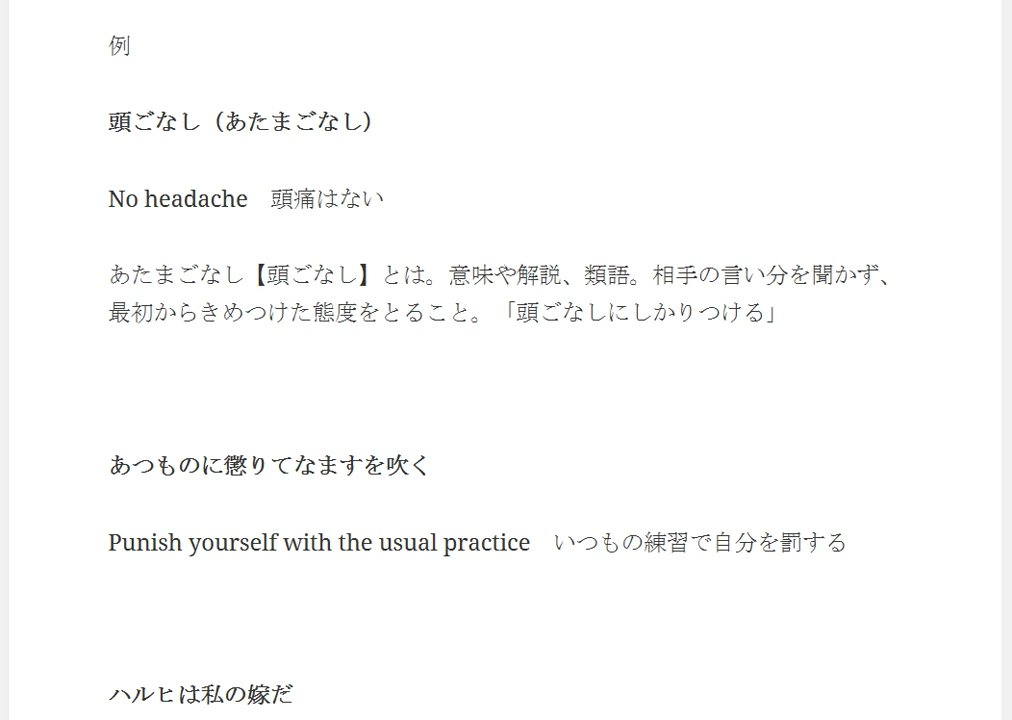 例
頭ごなし（あたまごなし）
No headache　頭痛はない
あたまごなし【頭ごなし】とは。意味や解説、類語。相手の言い分を聞かず、
最初からきめつけた態度をとること。「頭ごなしにしかりつける」
あつものに懲りてなますを吹く
Punish yourself with the usual practice　いつもの練習で自分を罰する
ハルヒは私の嫁だ